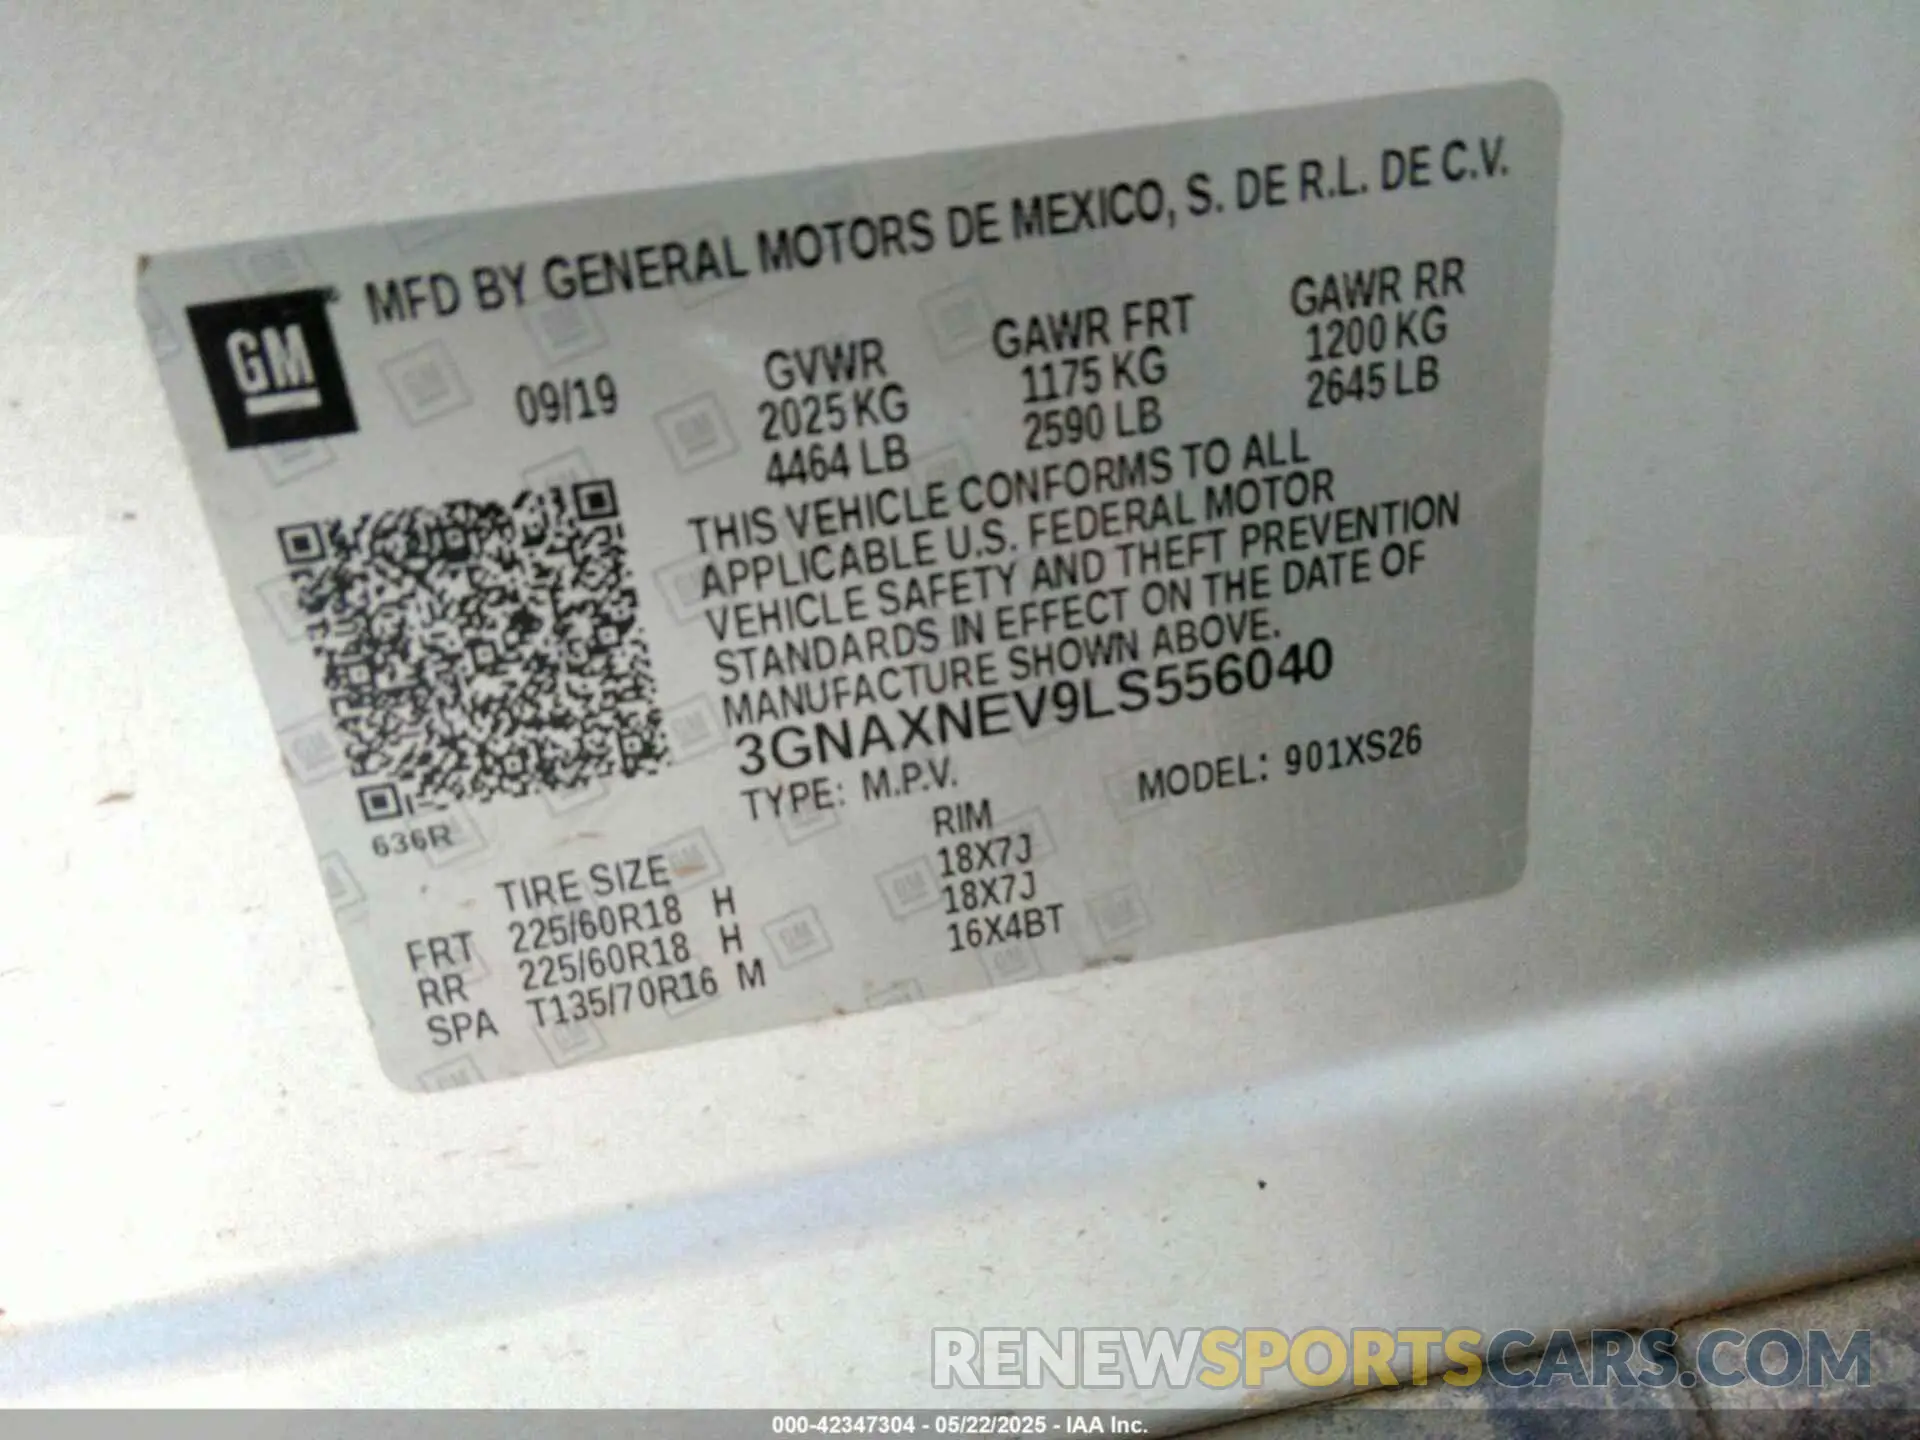 MFD BY GENERAL MOTORS DE MEXICO, S. DE R.L. DE C.V.
GM®
09/19
GVWR GAWR FRT GAWR RR
2025 KG 1175 KG 1200 KG
4464 LB 2590 LB 2645 LB
THIS VEHICLE CONFORMS TO ALL
APPLICABLE U.S. FEDERAL MOTOR
VEHICLE SAFETY AND THEFT PREVENTION
STANDARDS IN EFFECT ON THE DATE OF
MANUFACTURE SHOWN ABOVE.
3GNAXNEV9LS556040
TYPE: M.P.V. MODEL: 901XS26
636R
TIRE SIZE RIM
FRT 225/60R18 H 18X7J
RR 225/60R18 H 18X7J
SPA T135/70R16 M 16X4BT
RENEWSPORTSCARS.COM
000-42347304 - 05/22/2025 - IAA Inc.